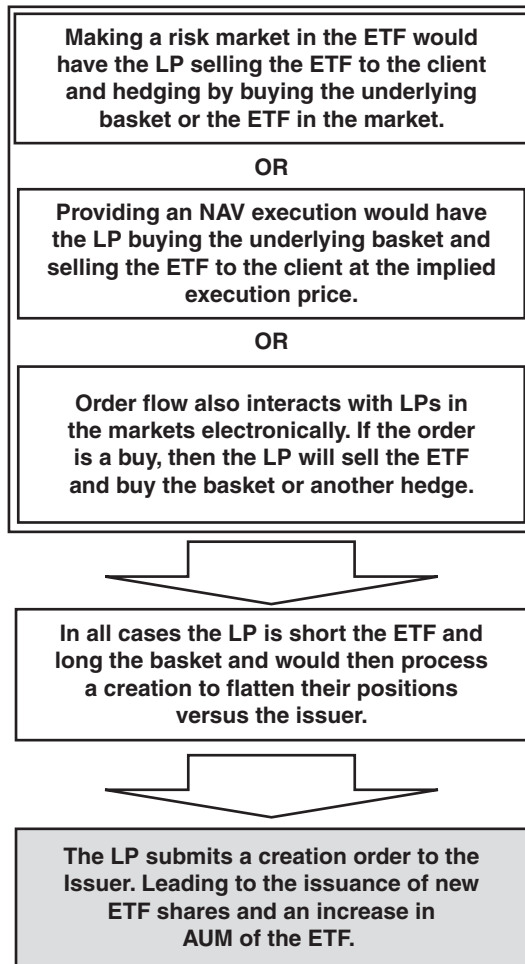 Making a risk market in the ETF would
have the LP selling the ETF to the client
and hedging by buying the underlying
basket or the ETF in the market.
OR
Providing an NAV execution would have
the LP buying the underlying basket and
selling the ETF to the client at the implied
execution price.
OR
Order flow also interacts with LPs in
the markets electronically. If the order
is a buy, then the LP will sell the ETF
and buy the basket or another hedge.
In all cases the LP is short the ETF and
long the basket and would then process
a creation to flatten their positions
versus the issuer.
The LP submits a creation order to the
Issuer. Leading to the issuance of new
ETF shares and an increase in
AUM of the ETF.